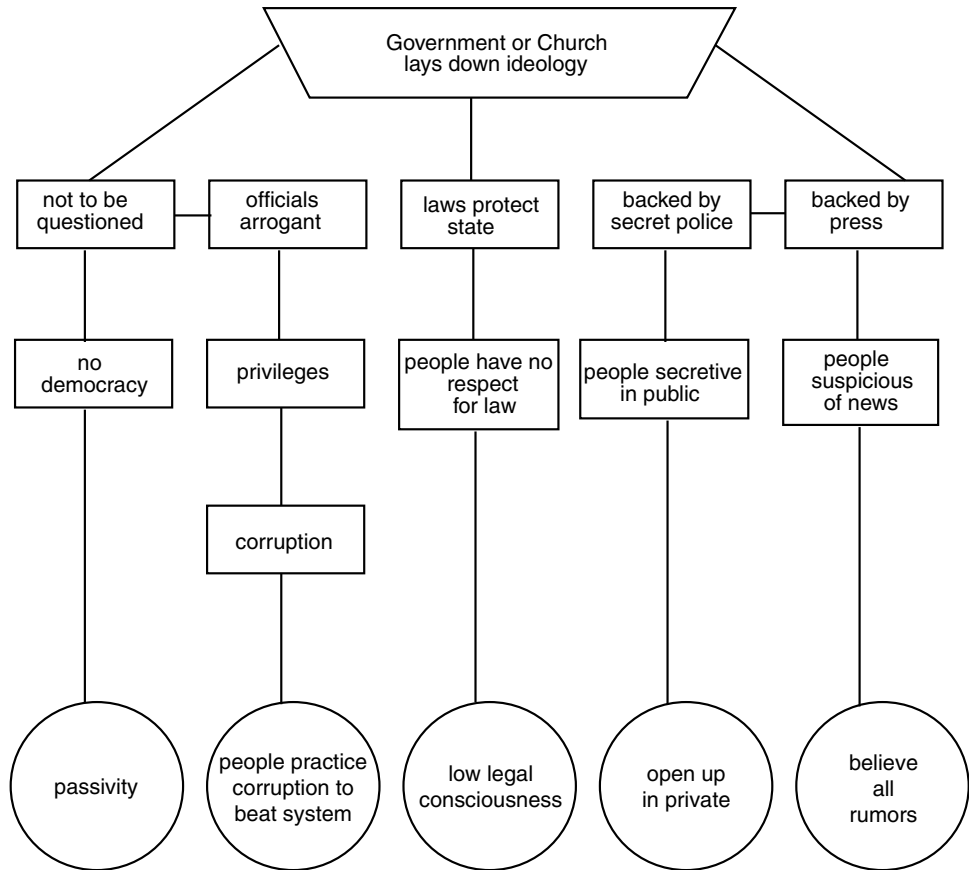 Government or Church
lays down ideology
not to be
questioned
officials
arrogant
laws protect
state
backed by
secret police
backed by
press
no
democracy
privileges
people have no
respect
for law
people secretive
in public
people
suspicious
of news
corruption
passivity
people practice
corruption to
beat system
low legal
consciousness
open up
in private
believe
all
rumors